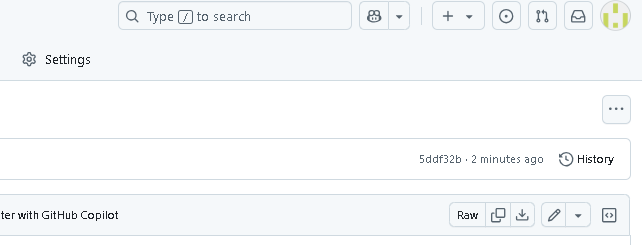 Type / to search
Settings
5ddf32b · 2 minutes ago History
ter with GitHub Copilot Raw